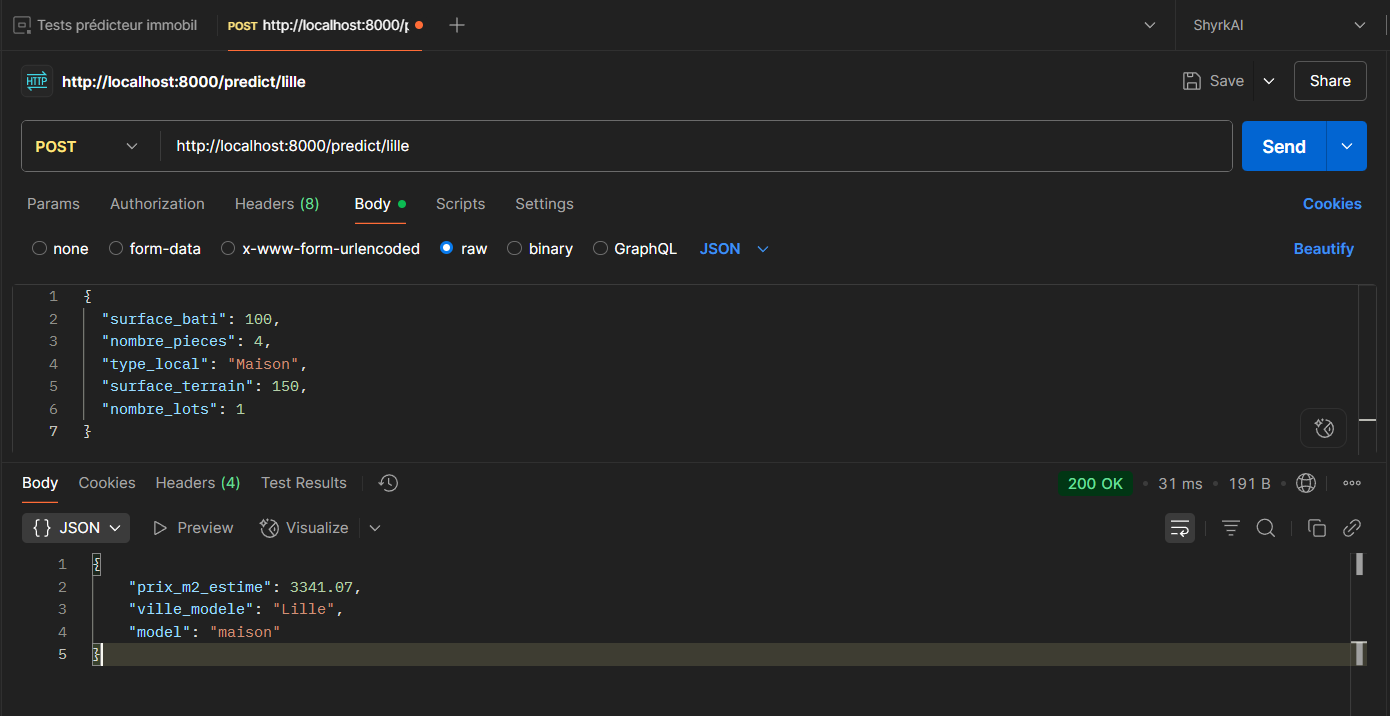 Tests prédicteur immobil POST http://localhost:8000/p ShyrkAI
HTTP http://localhost:8000/predict/lille Save Share
POST http://localhost:8000/predict/lille Send
Params Authorization Headers (8) Body Scripts Settings Cookies
none form-data x-www-form-urlencoded raw binary GraphQL JSON Beautify
1 {
2 "surface_bati": 100,
3 "nombre_pieces": 4,
4 "type_local": "Maison",
5 "surface_terrain": 150,
6 "nombre_lots": 1
7 }
Body Cookies Headers (4) Test Results 200 OK 31 ms 191 B
{} JSON Preview Visualize
1 {
2 "prix_m2_estime": 3341.07,
3 "ville_modele": "Lille",
4 "model": "maison"
5 }